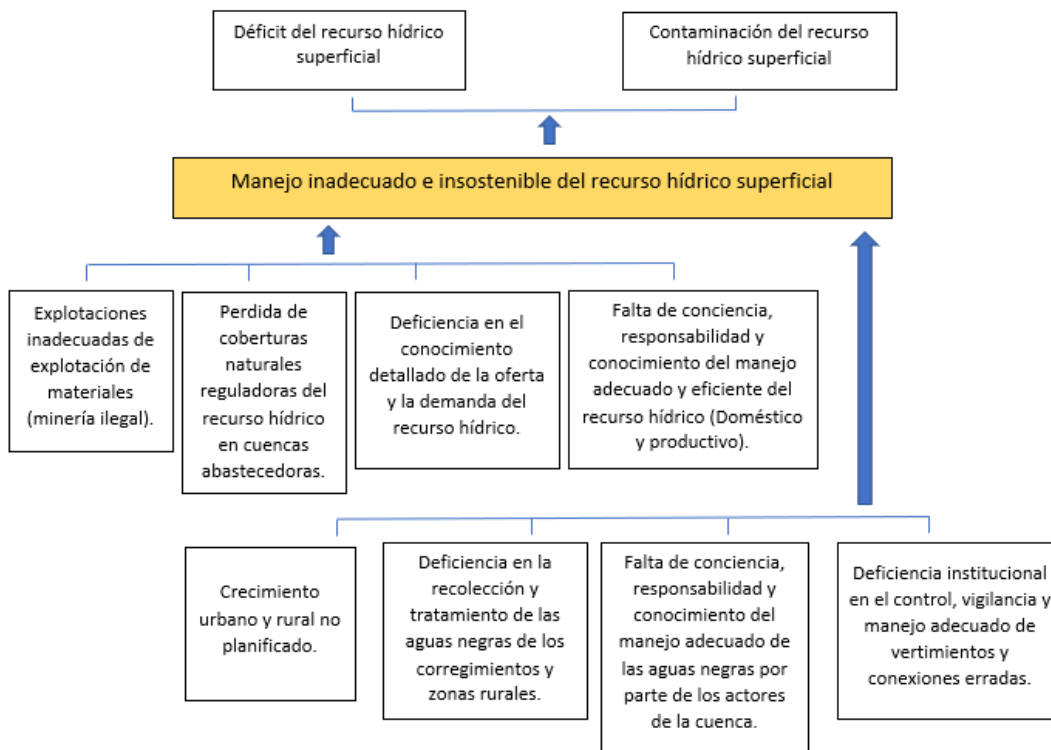 Déficit del recurso hídrico
superficial
Contaminación del recurso
hídrico superficial
Manejo inadecuado e insostenible del recurso hídrico superficial
Explotaciones
inadecuadas de
explotación de
materiales
(minería ilegal).
Perdida de
coberturas
naturales
reguladoras del
recurso hídrico
en cuencas
abastecedoras.
Deficiencia en el
conocimiento
detallado de la oferta
y la demanda del
recurso hídrico.
Falta de conciencia,
responsabilidad y
conocimiento del manejo
adecuado y eficiente del
recurso hídrico (Doméstico
y productivo).
Crecimiento
urbano y rural no
planificado.
Deficiencia en la
recolección y
tratamiento de las
aguas negras de los
corregimientos y
zonas rurales.
Falta de conciencia,
responsabilidad y
conocimiento del
manejo adecuado de
las aguas negras por
parte de los actores
de la cuenca.
Deficiencia institucional
en el control, vigilancia y
manejo adecuado de
vertimientos y
conexiones erradas.